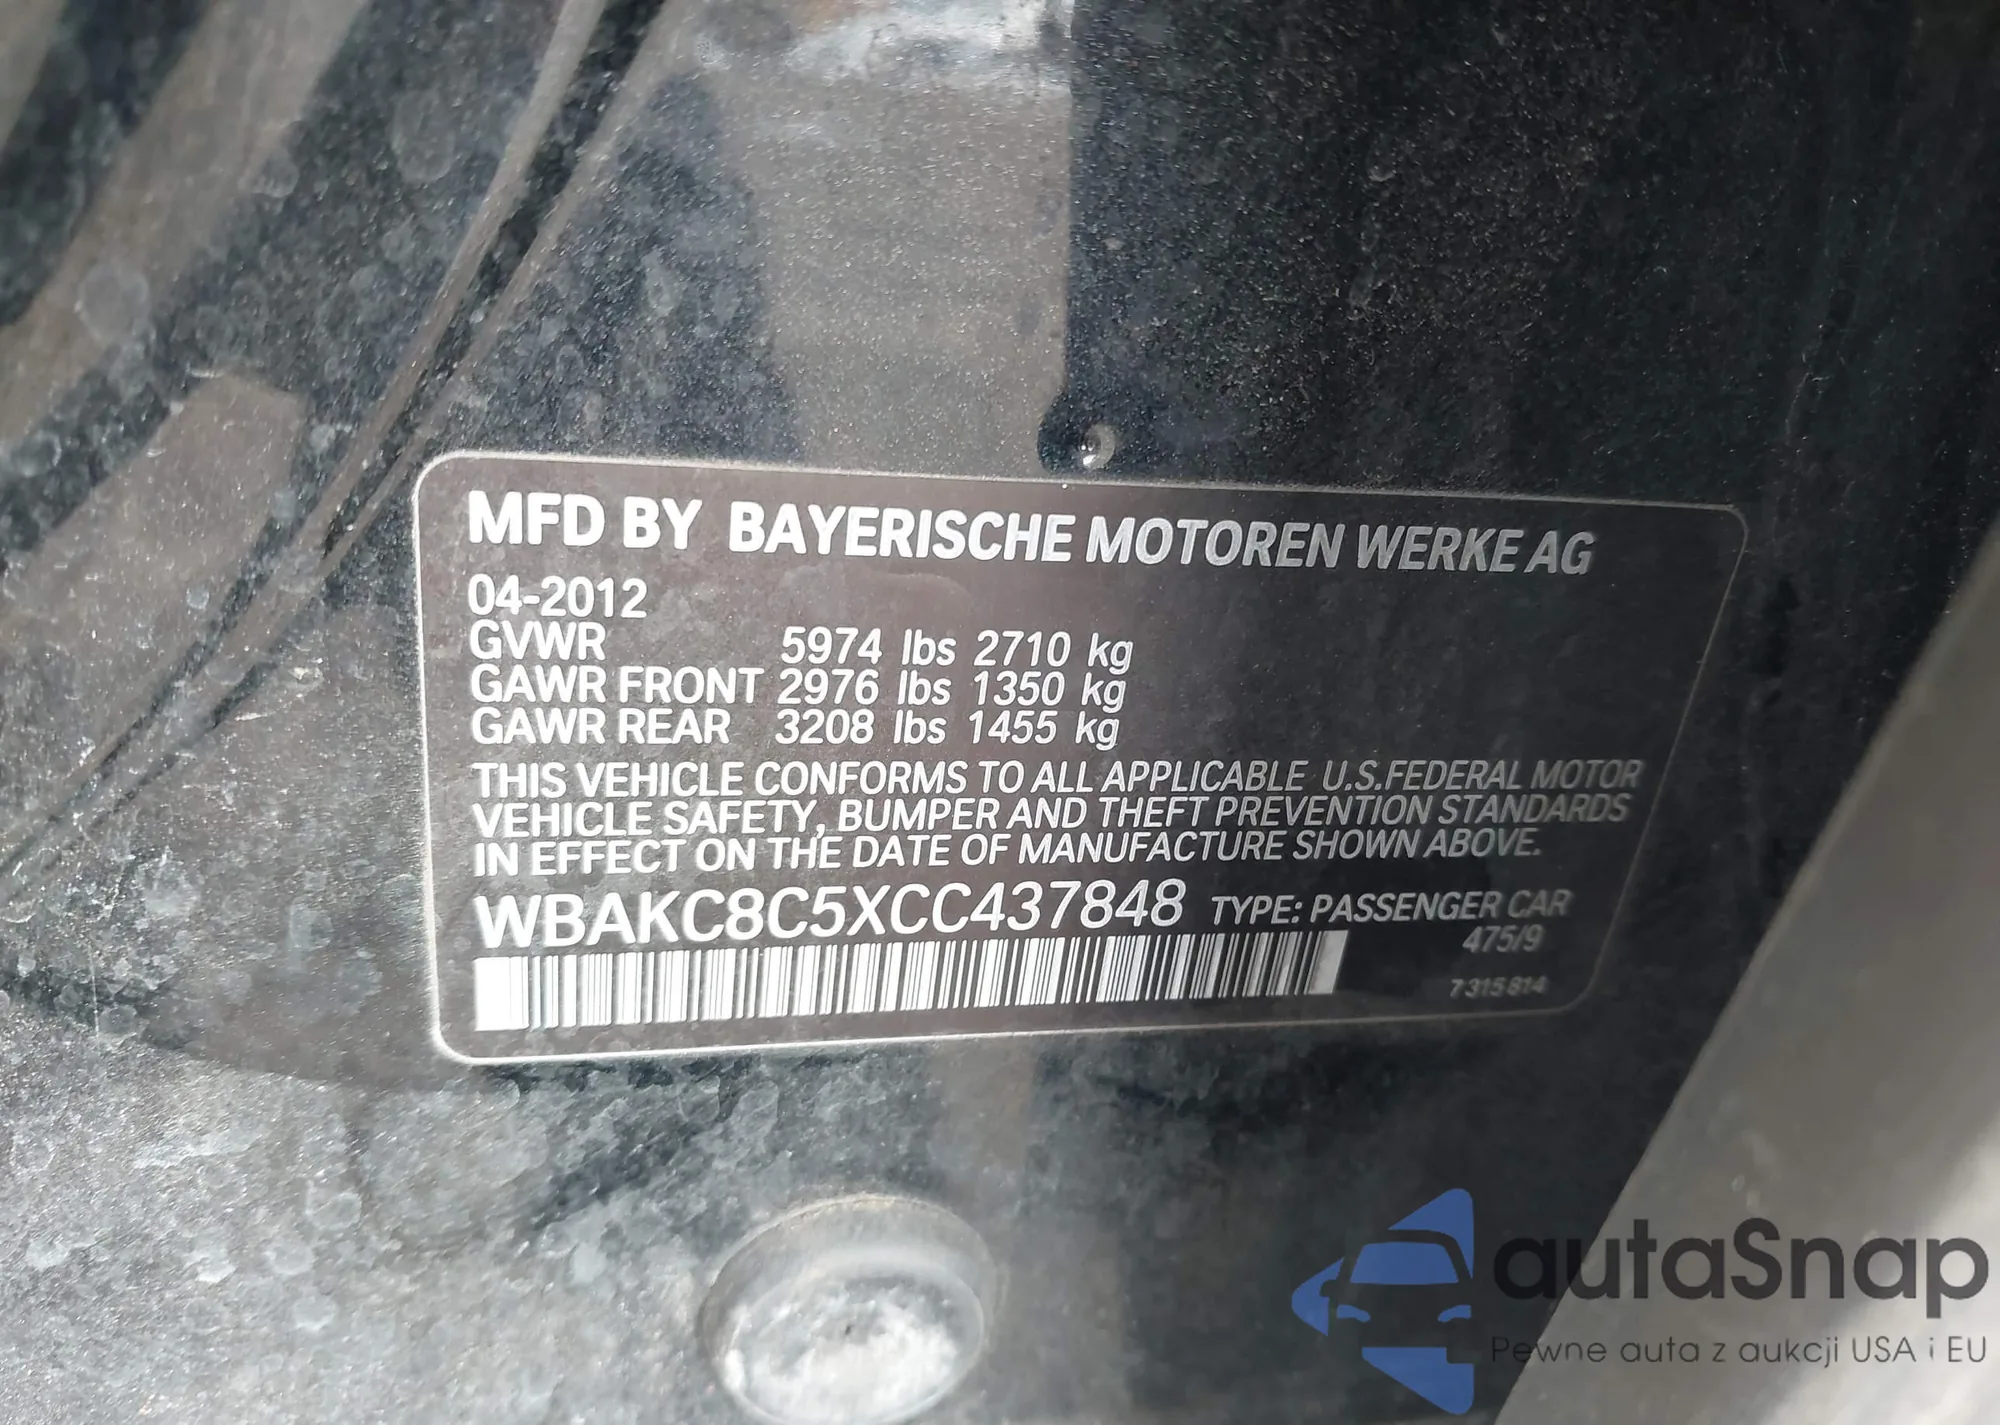 MFD BY BAYERISCHE MOTOREN WERKE AG
04-2012
GVWR 5974 lbs 2710 kg
GAWR FRONT 2976 lbs 1350 kg
GAWR REAR 3208 lbs 1455 kg
THIS VEHICLE CONFORMS TO ALL APPLICABLE U.S.FEDERAL MOTOR
VEHICLE SAFETY, BUMPER AND THEFT PREVENTION STANDARDS
IN EFFECT ON THE DATE OF MANUFACTURE SHOWN ABOVE.
WBAKC8C5XCC437848 TYPE: PASSENGER CAR
475/9
7 315 814
autaSnap
Pewne auta z aukcji USA i EU